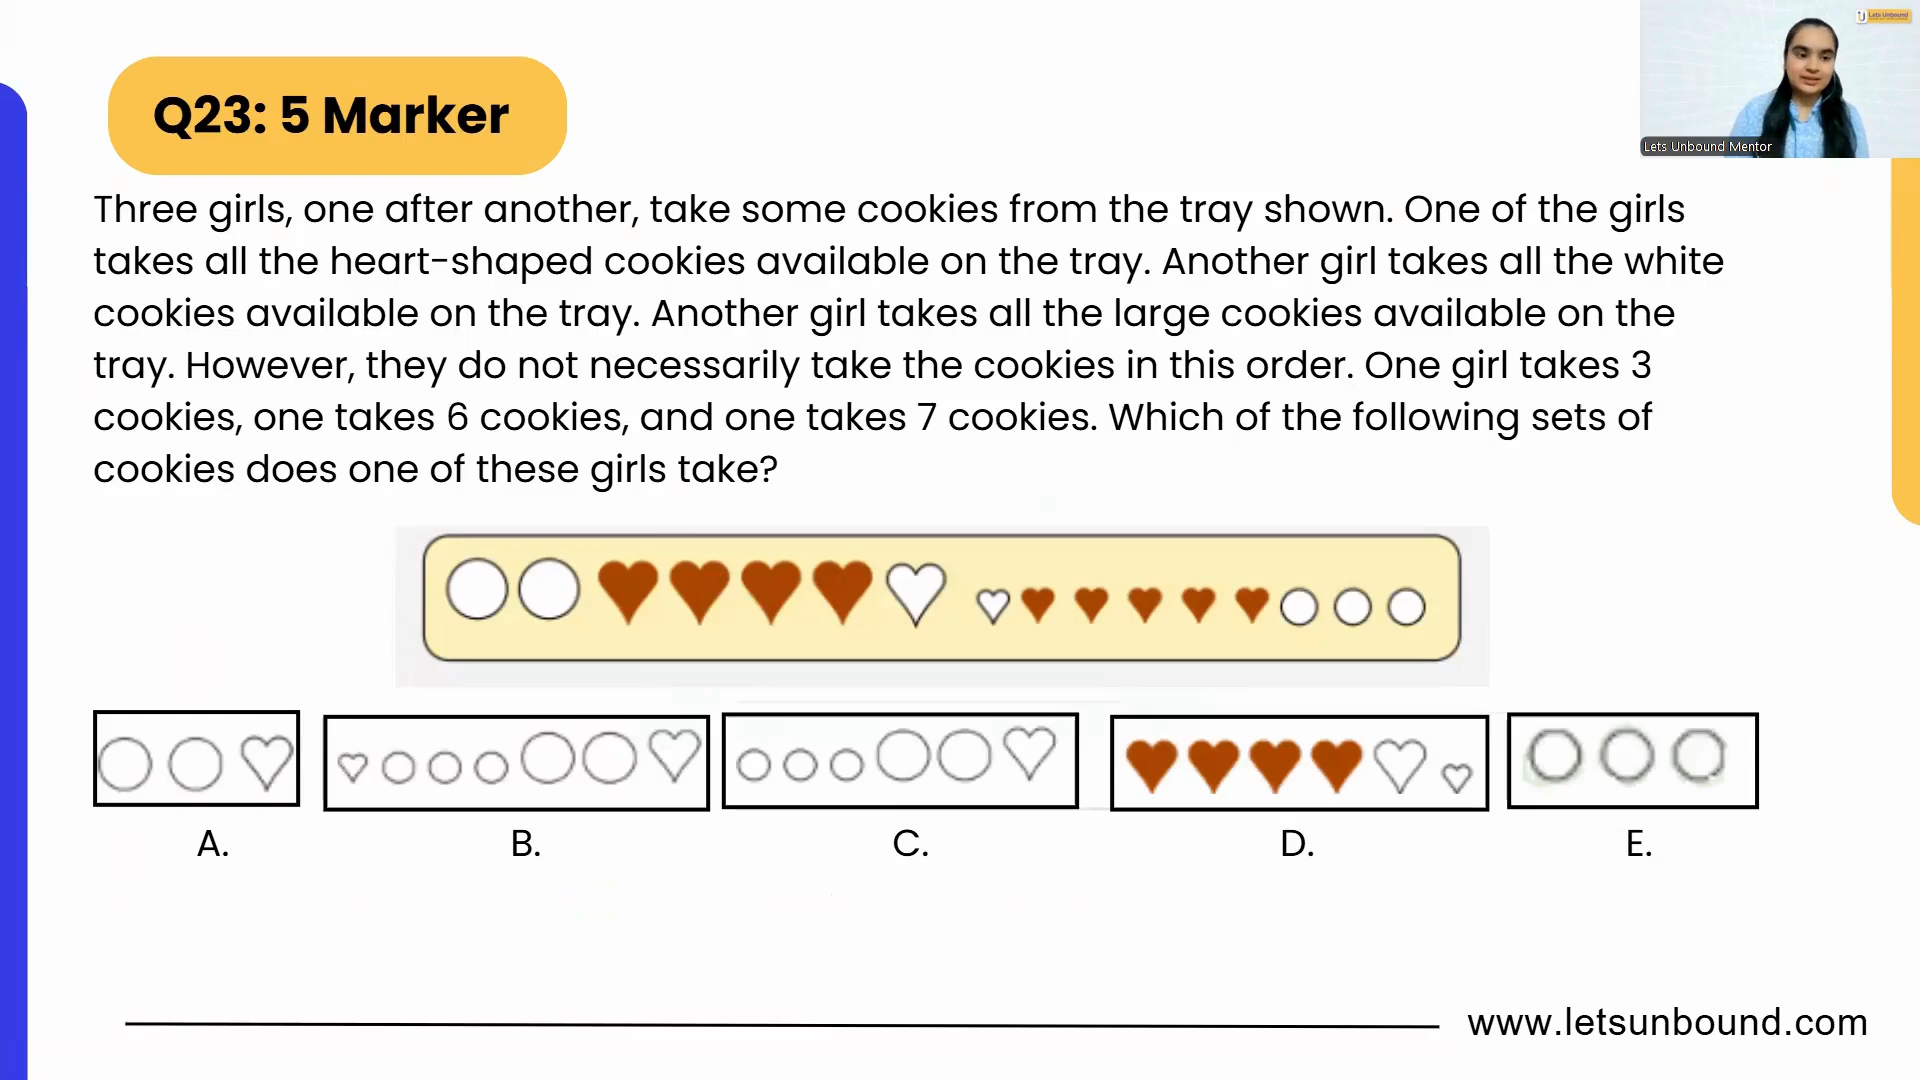 Lets Unbound
Lets Unbound Mentor
Q23: 5 Marker
Three girls, one after another, take some cookies from the tray shown. One of the girls
takes all the heart-shaped cookies available on the tray. Another girl takes all the white
cookies available on the tray. Another girl takes all the large cookies available on the
tray. However, they do not necessarily take the cookies in this order. One girl takes 3
cookies, one takes 6 cookies, and one takes 7 cookies. Which of the following sets of
cookies does one of these girls take?
A. B. C. D. E.
www.letsunbound.com